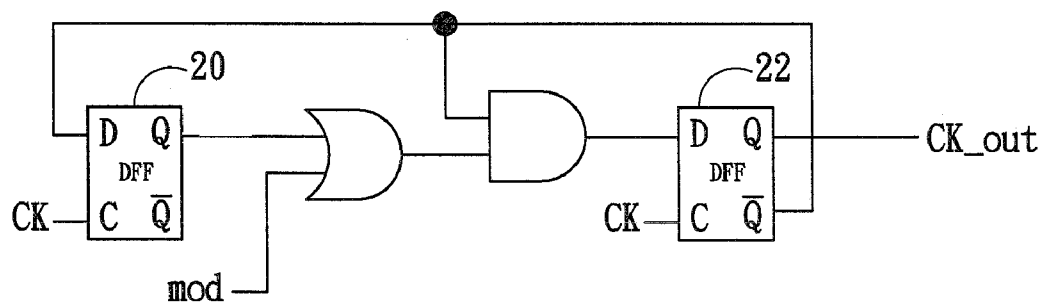 20
22
D Q
DFF
C Q̅
CK
mod
D Q
DFF
C Q̅
CK
CK_out